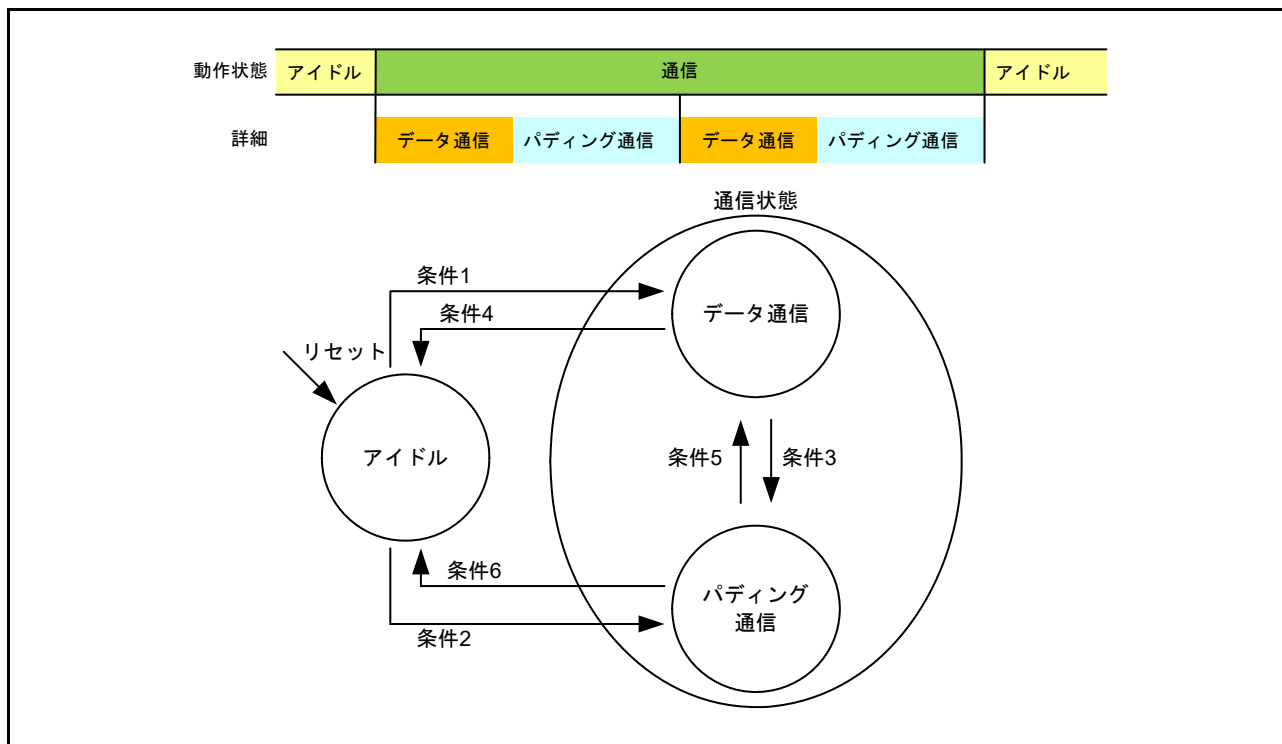 動作状態
アイドル
通信
アイドル
詳細
データ通信
パディング通信
データ通信
パディング通信
通信状態
条件1
データ通信
条件4
リセット
アイドル
条件5
条件3
条件6
パディング
通信
条件2